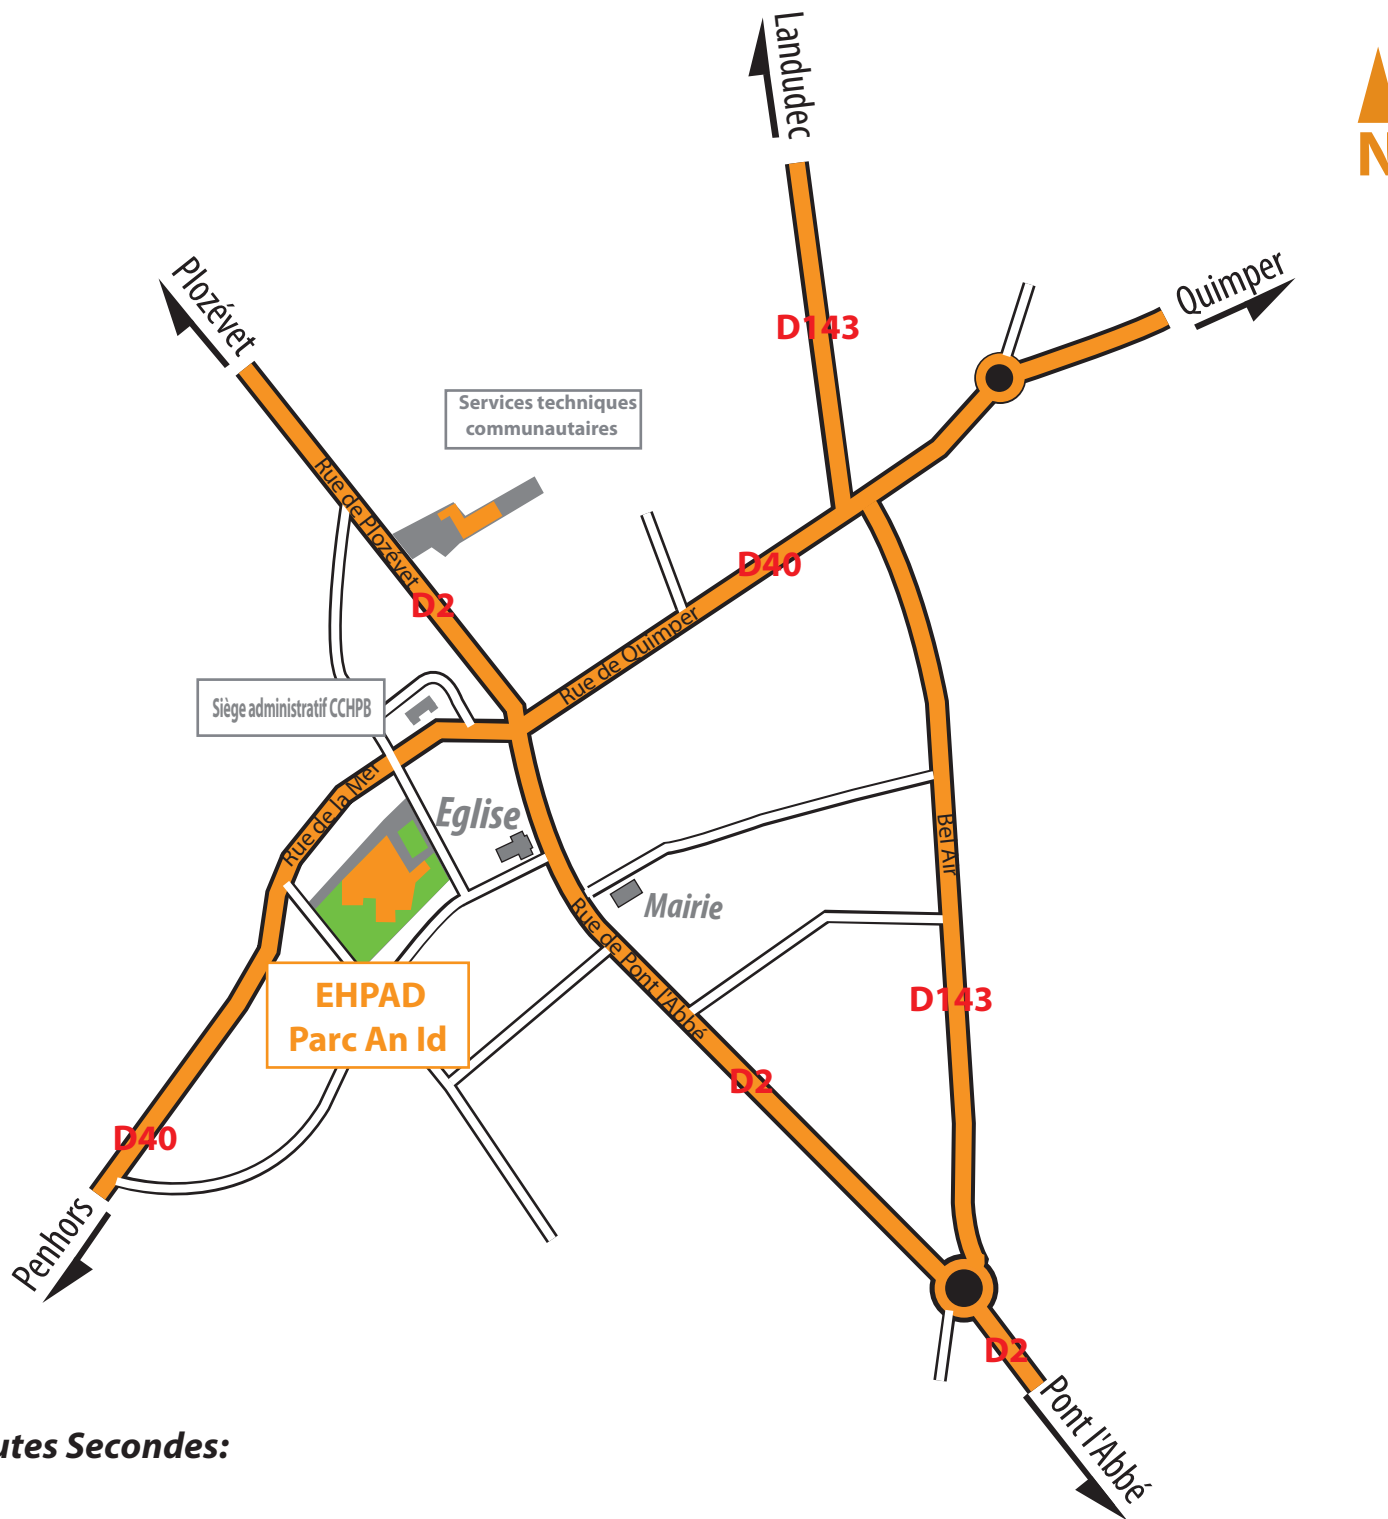 Landudec
N
Quimper
Plozévet
D143
Services techniques
communautaires
Rue de Plozévet
D40
D2
Rue de Quimper
Siège administratif CCHPB
Rue de la Mer
Eglise
Bel Air
Mairie
Rue de Pont l'Abbé
EHPAD
Parc An Id
D143
D2
D40
Penhors
D2
Pont l'Abbé
utes Secondes: